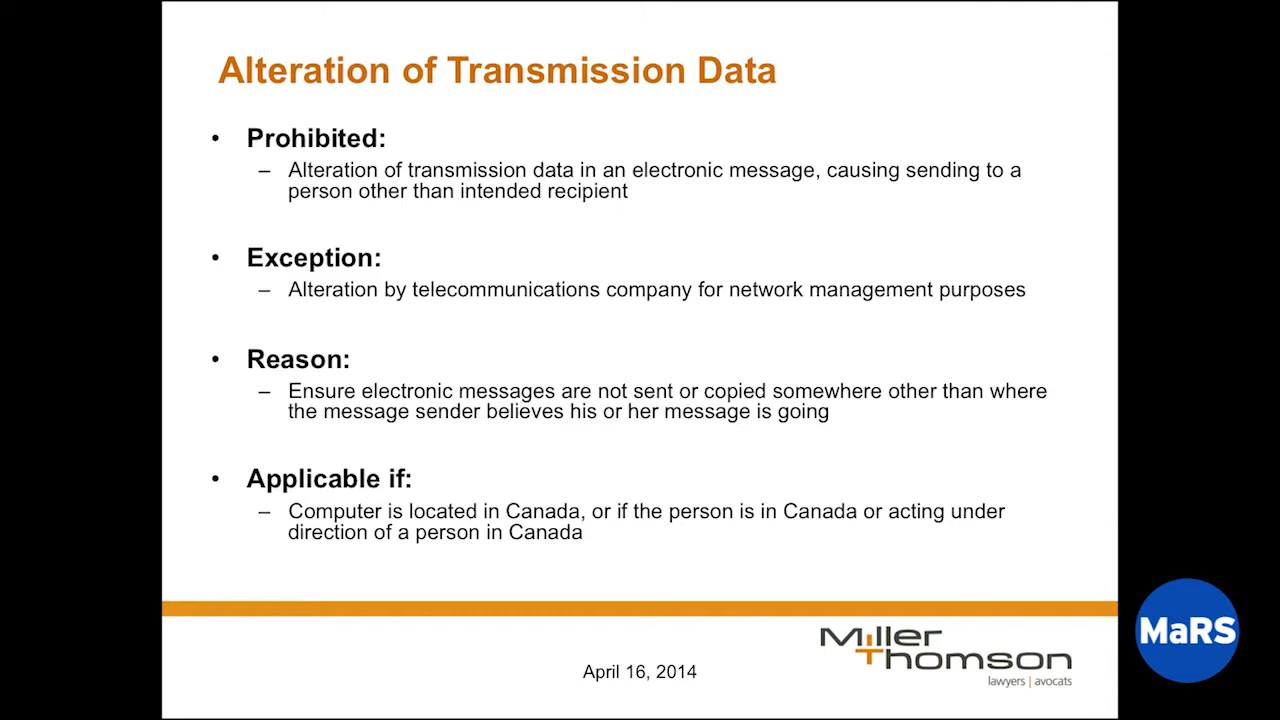 Alteration of Transmission Data
• Prohibited:
– Alteration of transmission data in an electronic message, causing sending to a
person other than intended recipient
• Exception:
– Alteration by telecommunications company for network management purposes
• Reason:
– Ensure electronic messages are not sent or copied somewhere other than where
the message sender believes his or her message is going
• Applicable if:
– Computer is located in Canada, or if the person is in Canada or acting under
direction of a person in Canada
April 16, 2014
Miller
Thomson
lawyers | avocats
MaRS